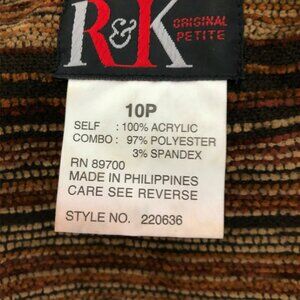 R&K ORIGINAL
PETITE
10P
SELF : 100% ACRYLIC
COMBO : 97% POLYESTER
3% SPANDEX
RN 89700
MADE IN PHILIPPINES
CARE SEE REVERSE
STYLE NO. 220636